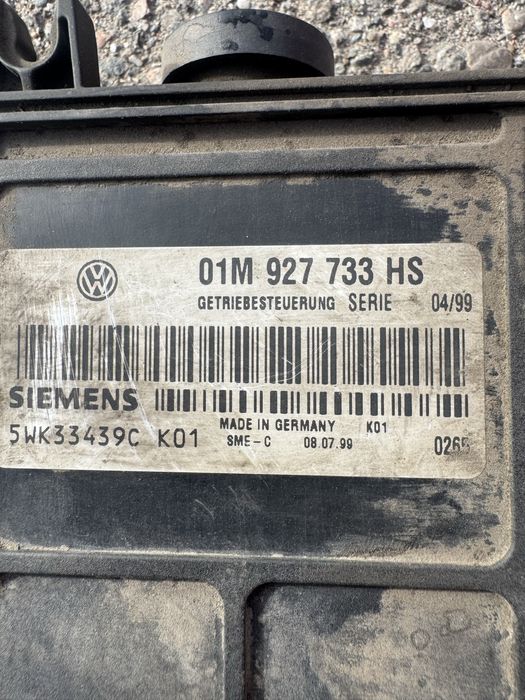 01M 927 733 HS
GETRIEBESTEUERUNG SERIE 04/99
SIEMENS
MADE IN GERMANY K01
5WK33439C K01 SME-C 08.07.99 0265